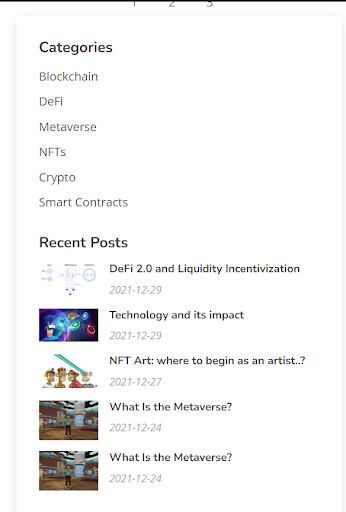 1 2 3
Categories
Blockchain
DeFi
Metaverse
NFTs
Crypto
Smart Contracts
Recent Posts
DeFi 2.0 and Liquidity Incentivization
2021-12-29
Technology and its impact
2021-12-29
NFT Art: where to begin as an artist..?
2021-12-27
What Is the Metaverse?
2021-12-24
What Is the Metaverse?
2021-12-24